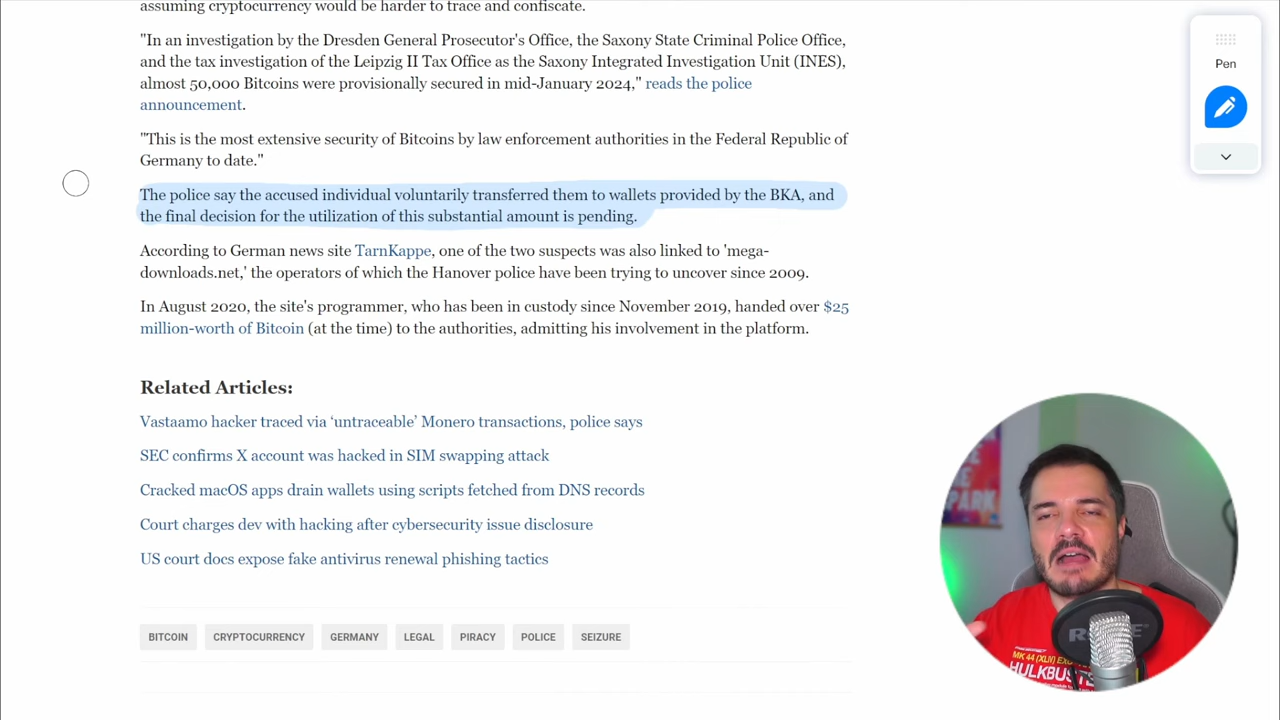 assuming cryptocurrency would be harder to trace and confiscate.
"In an investigation by the Dresden General Prosecutor's Office, the Saxony State Criminal Police Office,
and the tax investigation of the Leipzig II Tax Office as the Saxony Integrated Investigation Unit (INES),
almost 50,000 Bitcoins were provisionally secured in mid-January 2024," reads the police
announcement.
"This is the most extensive security of Bitcoins by law enforcement authorities in the Federal Republic of
Germany to date."
The police say the accused individual voluntarily transferred them to wallets provided by the BKA, and
the final decision for the utilization of this substantial amount is pending.
According to German news site TarnKappe, one of the two suspects was also linked to 'mega-
downloads.net,' the operators of which the Hanover police have been trying to uncover since 2009.
In August 2020, the site's programmer, who has been in custody since November 2019, handed over $25
million-worth of Bitcoin (at the time) to the authorities, admitting his involvement in the platform.
Related Articles:
Vastaamo hacker traced via ‘untraceable’ Monero transactions, police says
SEC confirms X account was hacked in SIM swapping attack
Cracked macOS apps drain wallets using scripts fetched from DNS records
Court charges dev with hacking after cybersecurity issue disclosure
US court docs expose fake antivirus renewal phishing tactics
BITCOIN CRYPTOCURRENCY GERMANY LEGAL PIRACY POLICE SEIZURE
Pen
PARK
MK 44 (XLIV)
HULKBUSTE